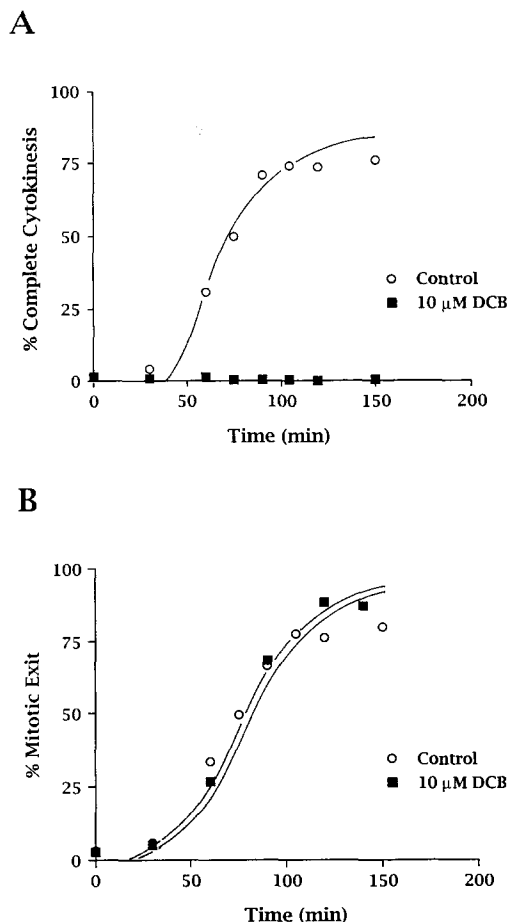 A
100
75
50
25
0
% Complete Cytokinesis
Control
10 µM DCB
0 50 100 150 200
Time (min)
B
100
75
50
25
0
% Mitotic Exit
Control
10 µM DCB
0 50 100 150 200
Time (min)